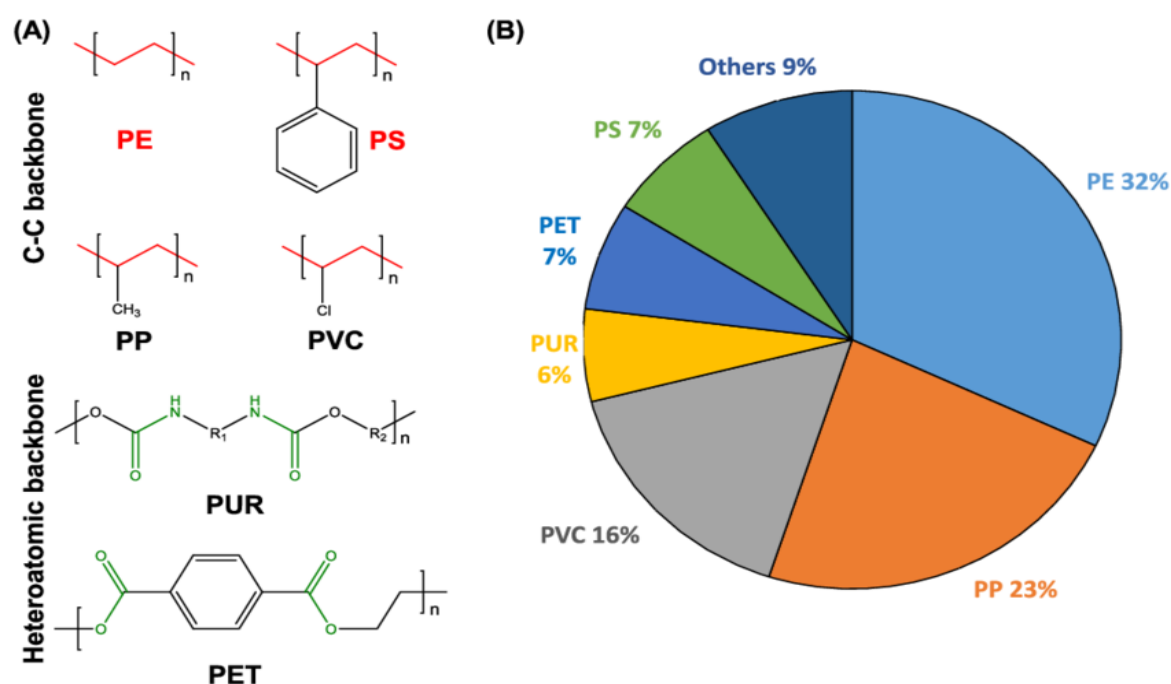 (A)
C-C backbone
n
PE
n
PS
n
CH3
PP
n
Cl
PVC
Heteroatomic backbone
O
H
N
R1
H
N
O
R2
n
O
O
PUR
O
O
O
O
n
PET
(B)
Others 9%
PS 7%
PE 32%
PET
7%
PUR
6%
PVC 16%
PP 23%